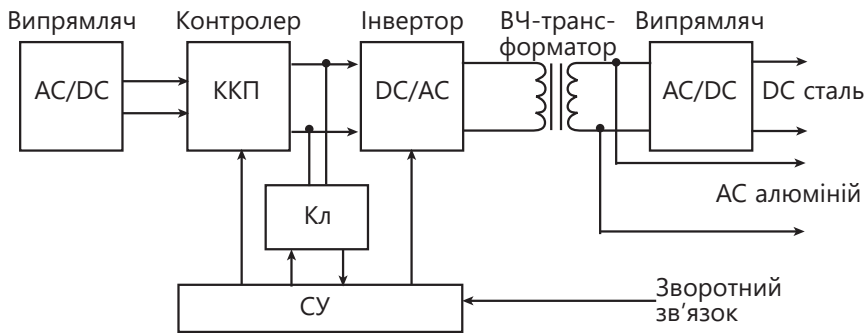 Випрямляч
Контролер
Інвертор
ВЧ-транс-
форматор
Випрямляч
AC/DC
ККП
DC/AC
AC/DC
DC сталь
АС алюміній
Кл
СУ
Зворотний
зв'язок